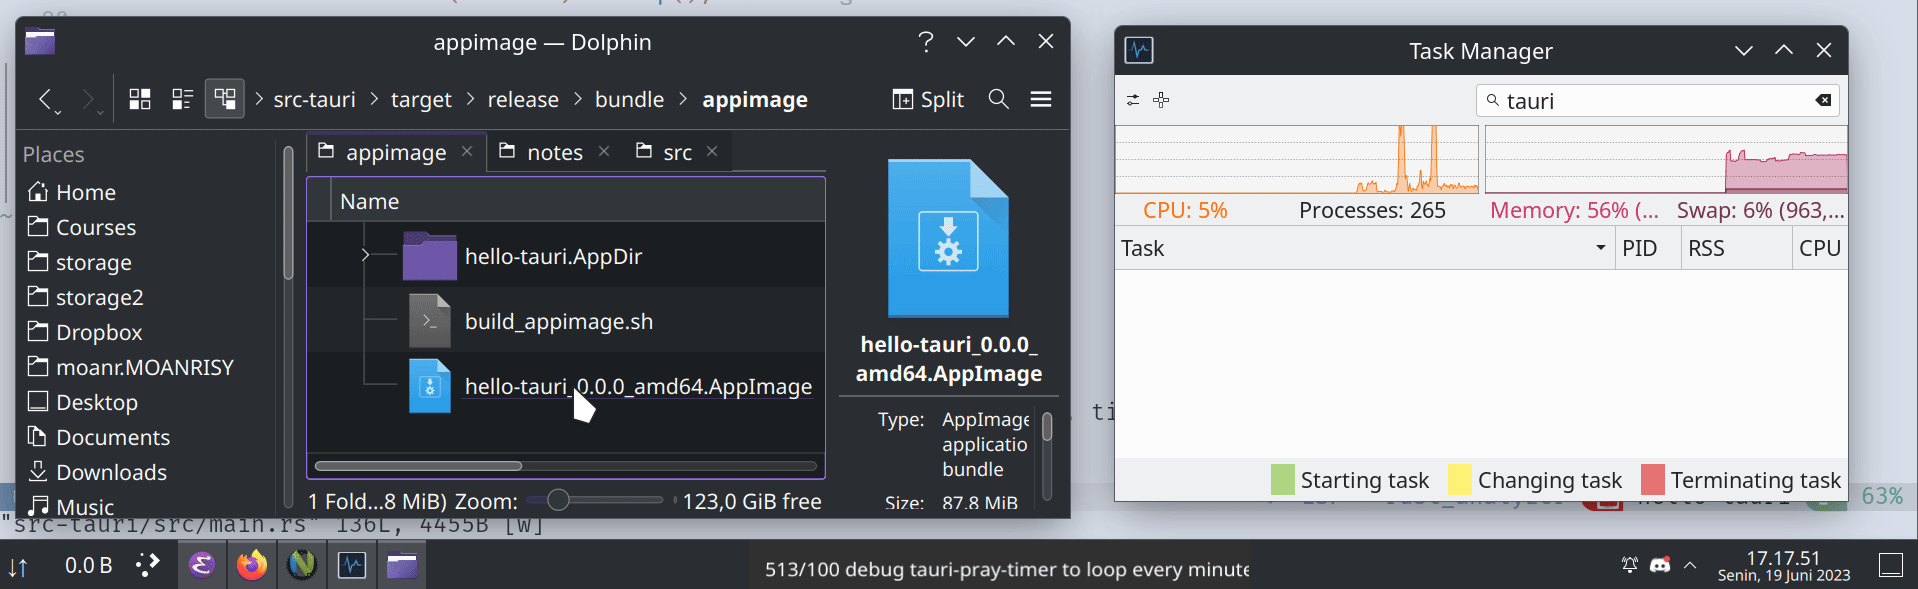 appimage — Dolphin
src-tauri > target > release > bundle > appimage
Split
Places
Home
Courses
storage
storage2
Dropbox
moanr.MOANRISY
Desktop
Documents
Downloads
Music
appimage
notes
src
Name
hello-tauri.AppDir
build_appimage.sh
hello-tauri_0.0.0_amd64.AppImage
1 Fold...8 MiB) Zoom:
123,0 GiB free
hello-tauri_0.0.0_
amd64.AppImage
Type: AppImage
applicatio
bundle
Size: 87.8 MiB
Task Manager
tauri
CPU: 5%
Processes: 265
Memory: 56% (...
Swap: 6% (963,...
Task
PID
RSS
CPU
Starting task
Changing task
Terminating task
63%
"src-tauri/src/main.rs" 136L, 4455B [w]
0.0 B
513/100 debug tauri-pray-timer to loop every minute
17.17.51
Senin, 19 Juni 2023